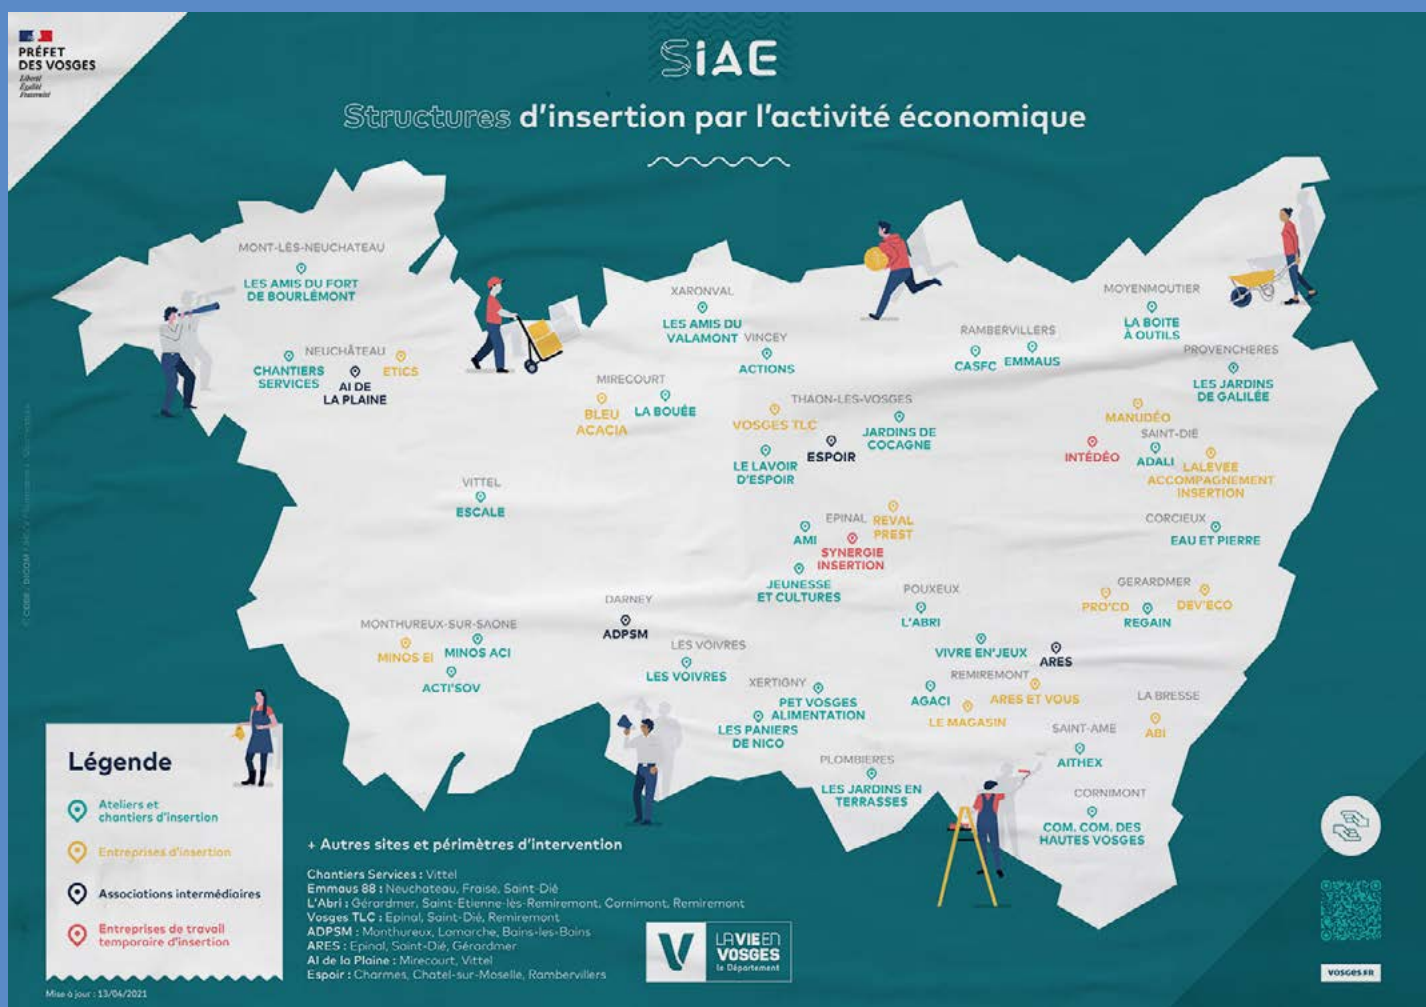 PRÉFET
DES VOSGES
Liberté
Égalité
Fraternité
SIAE
Structures d'insertion par l'activité économique
MONT-LÈS-NEUCHATEAU
LES AMIS DU FORT
DE BOURLÉMONT
NEUCHÂTEAU
CHANTIERS
SERVICES
AI DE
LA PLAINE
ETICS
XARONVAL
LES AMIS DU
VALAMONT
VINCEY
ACTIONS
MIRECOURT
BLEU
ACACIA
LA BOUÉE
RAMBERVILLERS
CASFC
EMMAUS
MOYENMOUTIER
LA BOITE
À OUTILS
PROVENCHERES
LES JARDINS
DE GALILÉE
THAON-LES-VOSGES
VOSGES TLC
JARDINS DE
COCAGNE
ESPOIR
LE LAVOIR
D'ESPOIR
MANUDÉO
SAINT-DIÉ
INTÉDÉO
ADALI
LALEVÉE
ACCOMPAGNEMENT
INSERTION
VITTEL
ESCALE
EPINAL
REVAL
PREST
AMI
SYNERGIE
INSERTION
JEUNESSE
ET CULTURES
CORCIEUX
EAU ET PIERRE
GERARDMER
PRO'CD
REGAIN
DEV'ECO
POUXEUX
L'ABRI
DARNEY
ADPSM
MONTHUREUX-SUR-SAONE
MINOS EI
MINOS ACI
ACTI'SOV
LES VOIVRES
LES VOIVRES
VIVRE EN'JEUX
ARES
REMIREMONT
AGACI
ARES ET VOUS
LE MAGASIN
XERTIGNY
PET VOSGES
ALIMENTATION
LES PANIERS
DE NICO
LA BRESSE
ABI
SAINT-AME
AITHEX
PLOMBIERES
LES JARDINS EN
TERRASSES
CORNIMONT
COM. COM. DES
HAUTES VOSGES
Légende
Ateliers et
chantiers d'insertion
Entreprises d'insertion
Associations intermédiaires
Entreprises de travail
temporaire d'insertion
Mise à jour : 13/04/2021
+ Autres sites et périmètres d'intervention
Chantiers Services : Vittel
Emmaus 88 : Neuchateau, Fraise, Saint-Dié
L'Abri : Gérardmer, Saint-Etienne-lès-Remiremont, Cornimont, Remiremont
Vosges TLC : Epinal, Saint-Dié, Remiremont
ADPSM : Monthureux, Lamarche, Bains-les-Bains
ARES : Epinal, Saint-Dié, Gérardmer
AI de la Plaine : Mirecourt, Vittel
Espoir : Charmes, Chatel-sur-Moselle, Rambervillers
LA VIE EN
VOSGES
le Département
VOSGES.FR